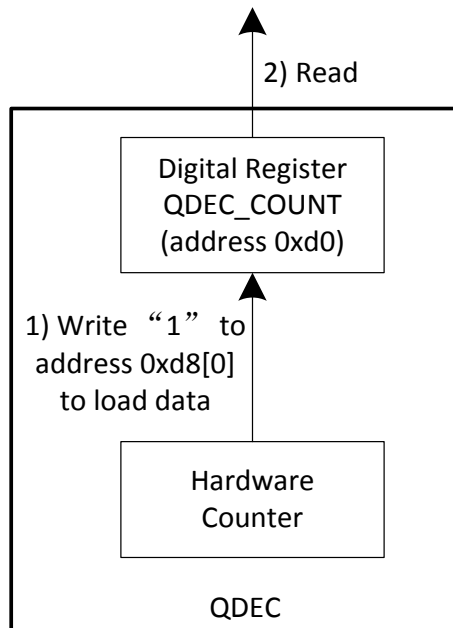 2) Read
Digital Register
QDEC_COUNT
(address 0xd0)
1) Write “1” to
address 0xd8[0]
to load data
Hardware
Counter
QDEC